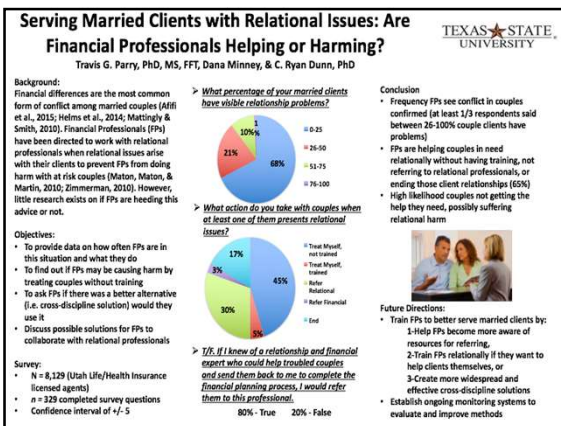 Serving Married Clients with Relational Issues: Are
Financial Professionals Helping or Harming?
Travis G. Parry, PhD, MS, FFT, Dana Minney, & C. Ryan Dunn, PhD
TEXAS STATE
UNIVERSITY
Background:
Financial differences are the most common
form of conflict among married couples (Afifi
et al., 2015; Helms et al., 2014; Mattingly &
Smith, 2010). Financial Professionals (FPs)
have been directed to work with relational
professionals when relational issues arise
with their clients to prevent FPs from doing
harm with at risk couples (Maton, Maton, &
Martin, 2010; Zimmerman, 2010). However,
little research exists on if FPs are heeding this
advice or not.
Objectives:
• To provide data on how often FPs are in
this situation and what they do
• To find out if FPs may be causing harm by
treating couples without training
• To ask FPs if there was a better alternative
(i.e. cross-discipline solution) would they
use it
• Discuss possible solutions for FPs to
collaborate with relational professionals
Survey:
• N = 8,129 (Utah Life/Health Insurance
licensed agents)
• n = 329 completed survey questions
• Confidence interval of +/- 5
➢ What percentage of your married clients
have visible relationship problems?
1
%
10%
21%
68%
0-25
26-50
51-75
76-100
➢ What action do you take with couples when
at least one of them presents relational
issues?
17%
3%
45%
30%
5%
Treat Myself,
not trained
Treat Myself,
trained
Refer
Relational
Refer Financial
End
➢ T/F. If I knew of a relationship and financial
expert who could help troubled couples
and send them back to me to complete the
financial planning process, I would refer
them to this professional.
80% - True 20% - False
Conclusion
• Frequency FPs see conflict in couples
confirmed (at least 1/3 respondents said
between 26-100% couple clients have
problems)
• FPs are helping couples in need
relationally without having training, not
referring to relational professionals, or
ending those client relationships (65%)
• High likelihood couples not getting the
help they need, possibly suffering
relational harm
Future Directions:
• Train FPs to better serve married clients by:
1-Help FPs become more aware of
resources for referring,
2-Train FPs relationally if they want to
help clients themselves, or
3-Create more widespread and
effective cross-discipline solutions
• Establish ongoing monitoring systems to
evaluate and improve methods